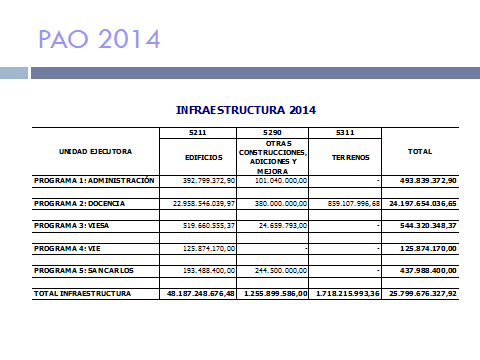 PAO 2014
INFRAESTRUCTURA 2014
UNIDAD EJECUTORA 5211 5290 5311 TOTAL
EDIFICIOS OTRAS CONSTRUCCIONES, ADICIONES Y MEJORA TERRENOS
PROGRAMA 1: ADMINISTRACIÓN 392.799.372,90 101.040.000,00 - 493.839.372,90
PROGRAMA 2: DOCENCIA 22.958.546.039,97 380.000.000,00 859.107.996,68 24.197.654.036,65
PROGRAMA 3: VIESA 519.660.555,37 24.659.793,00 - 544.320.348,37
PROGRAMA 4: VIE 125.874.170,00 - - 125.874.170,00
PROGRAMA 5: SAN CARLOS 193.488.400,00 244.500.000,00 - 437.988.400,00
TOTAL INFRAESTRUCTURA 48.187.248.676,48 1.255.899.586,00 1.718.215.993,36 25.799.676.327,92